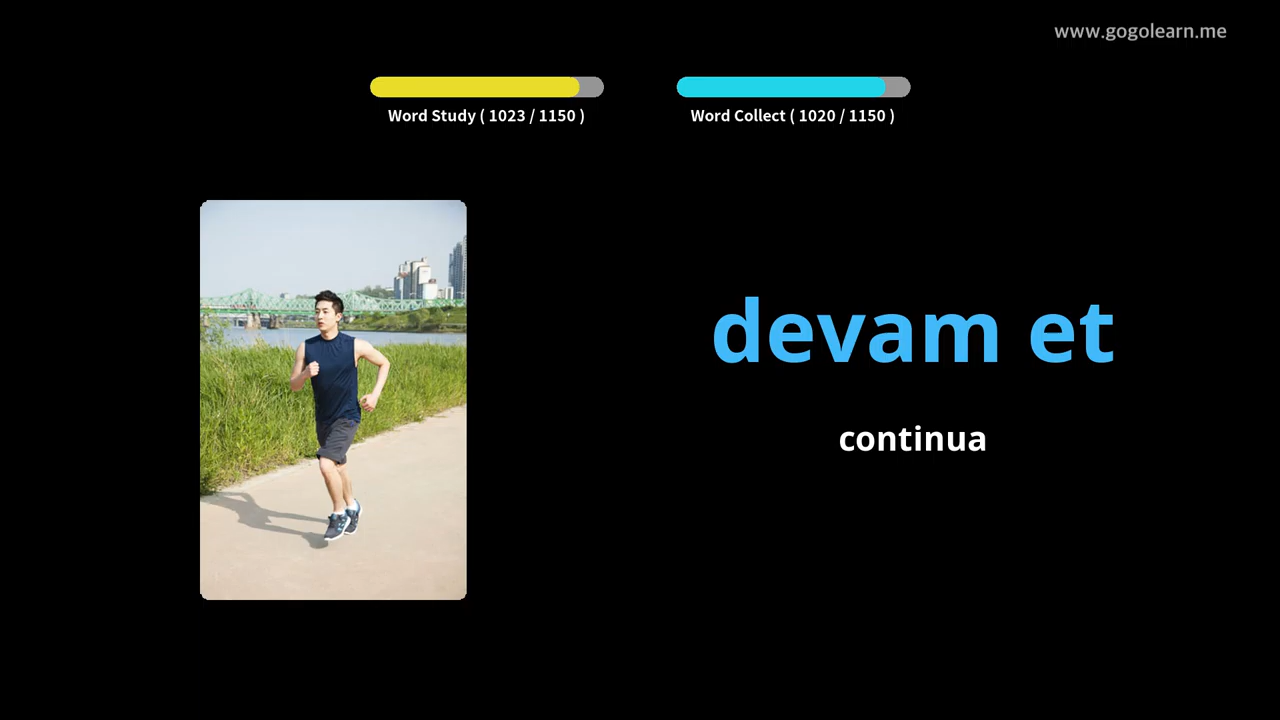 www.gogolearn.me
Word Study ( 1023 / 1150 )
Word Collect ( 1020 / 1150 )
devam et
continua